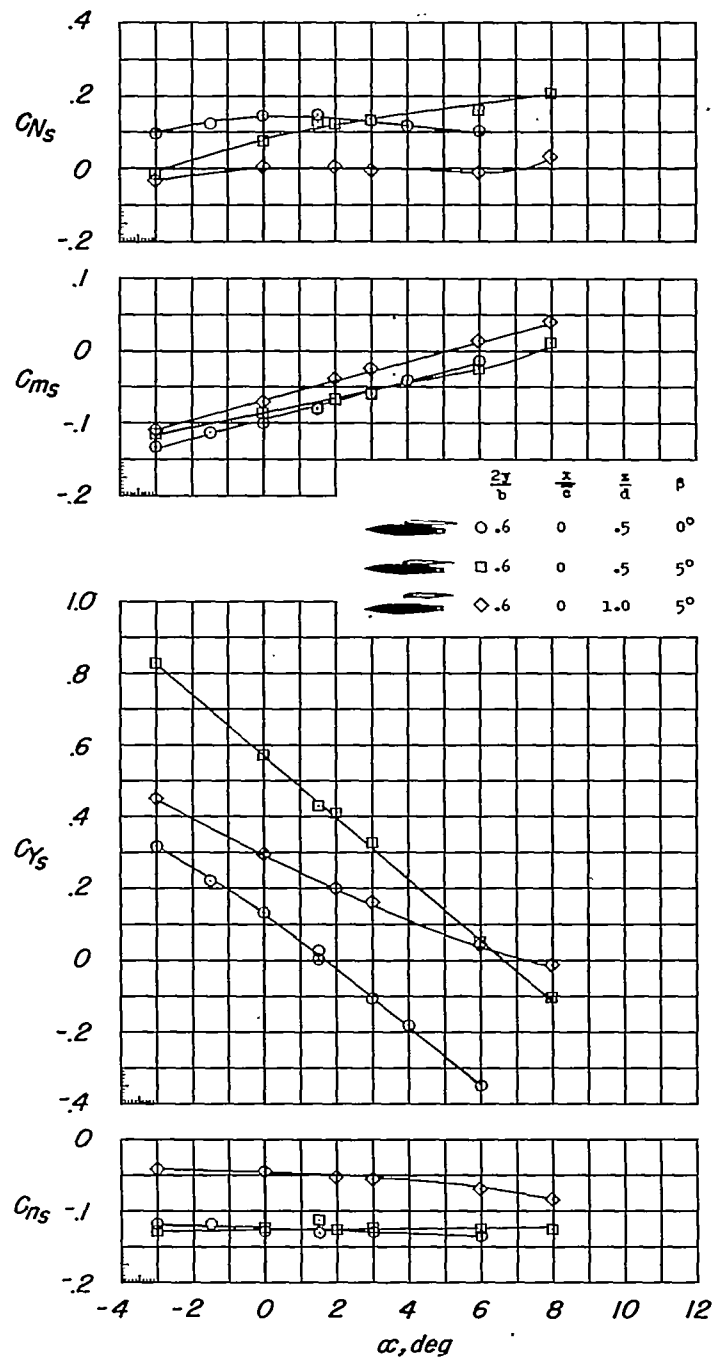 .4
.2
C_{N_s}
0
-.2
.1
0
C_{m_s}
-.1
-.2
2y/b x/c̅ z/d β
○ .6 0 .5 0°
□ .6 0 .5 5°
◇ .6 0 1.0 5°
1.0
.8
.6
.4
C_{Y_s}
.2
0
-.2
-.4
0
C_{n_s}
-.1
-.2
-4 -2 0 2 4 6 8 10 12
α, deg